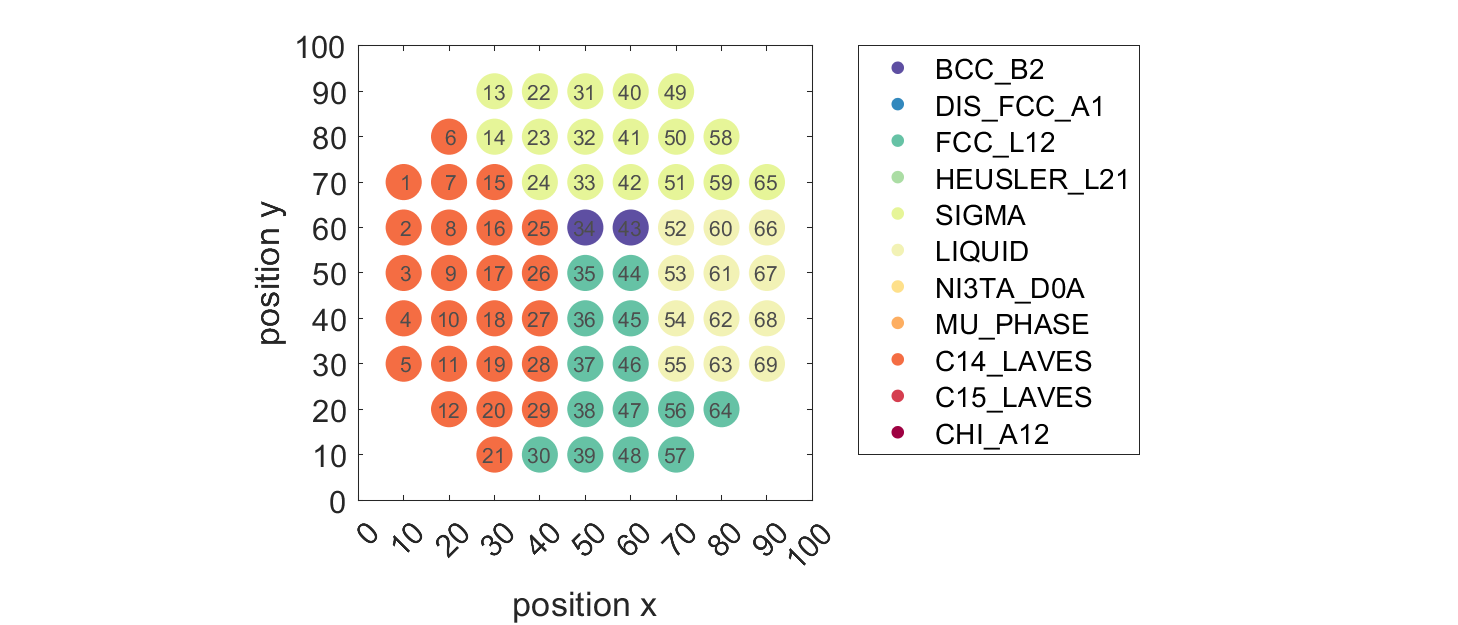 100
90 13 22 31 40 49
80 6 14 23 32 41 50 58
70 1 7 15 24 33 42 51 59 65
60 2 8 16 25 34 43 52 60 66
50 3 9 17 26 35 44 53 61 67
40 4 10 18 27 36 45 54 62 68
30 5 11 19 28 37 46 55 63 69
20 12 20 29 38 47 56 64
10 21 30 39 48 57
0
position y
0 10 20 30 40 50 60 70 80 90 100
position x
BCC_B2
DIS_FCC_A1
FCC_L12
HEUSLER_L21
SIGMA
LIQUID
NI3TA_D0A
MU_PHASE
C14_LAVES
C15_LAVES
CHI_A12